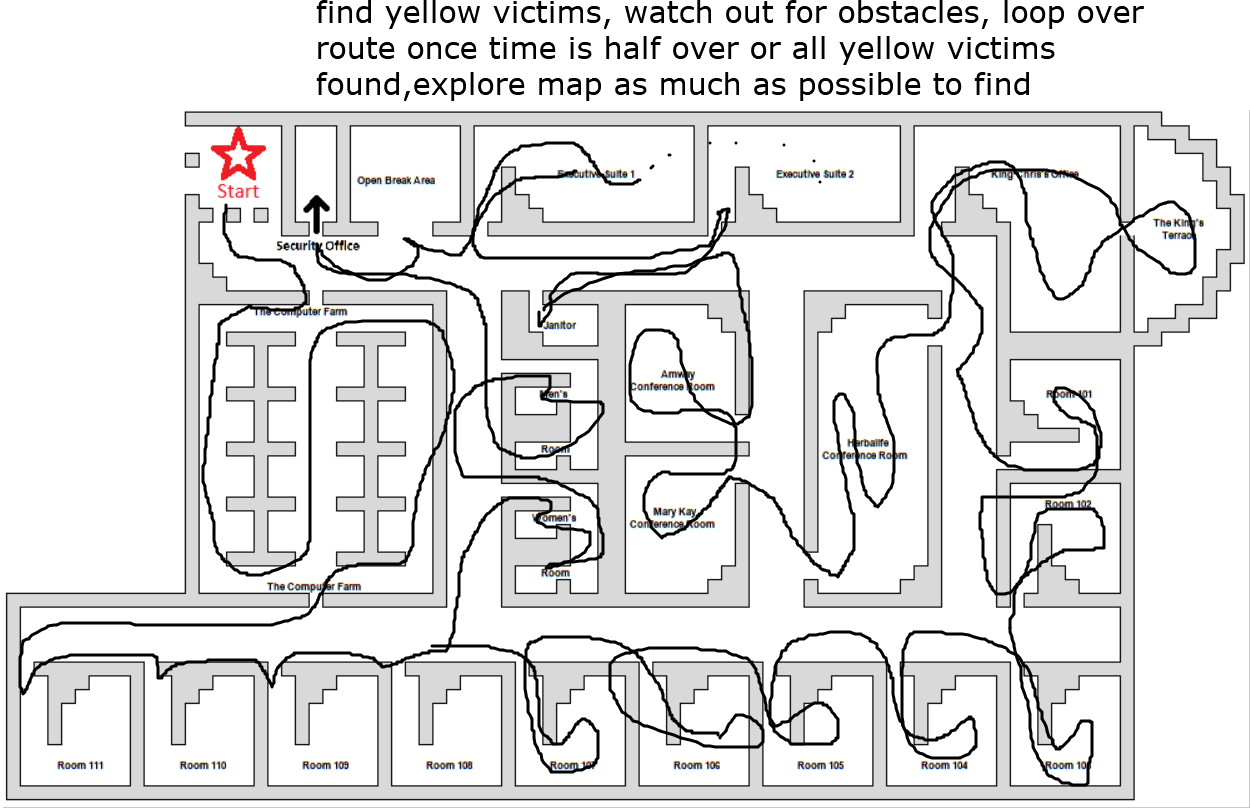 find yellow victims, watch out for obstacles, loop over
route once time is half over or all yellow victims
found,explore map as much as possible to find
Start
Open Break Area
Executive Suite 1
Executive Suite 2
King Chris's Office
The King's
Terrace
Security Office
The Computer Farm
Janitor
Amway
Conference Room
Men's
Room
Herbalife
Conference Room
Room 101
Room 102
Mary Kay
Conference Room
Women's
Room
The Computer Farm
Room 111
Room 110
Room 109
Room 108
Room 107
Room 106
Room 105
Room 104
Room 103